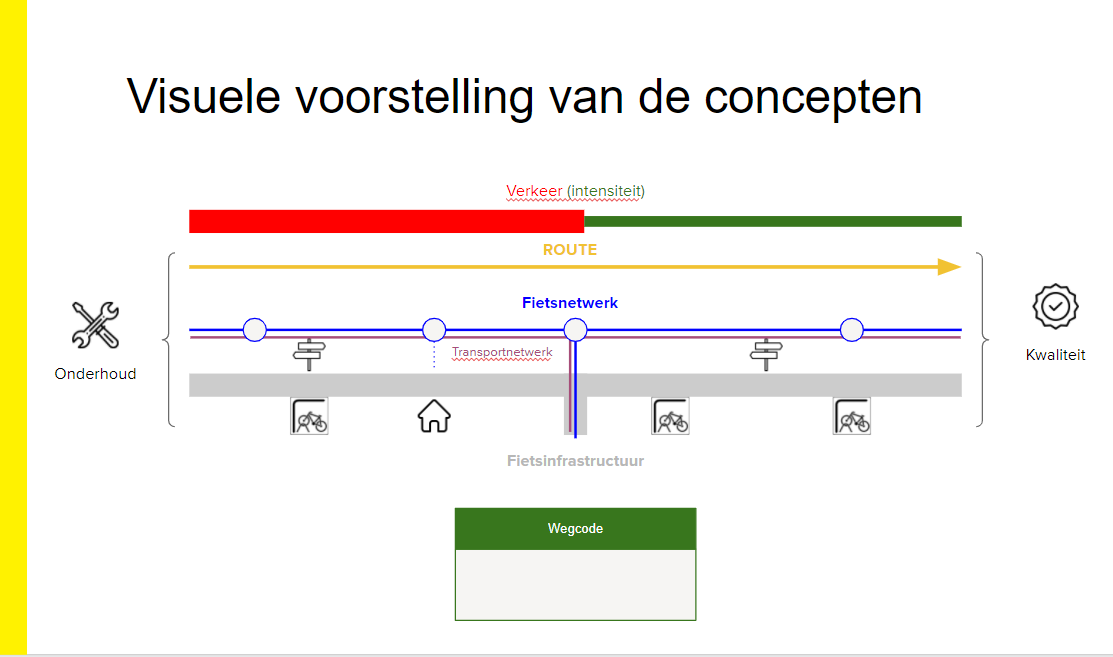 Visuele voorstelling van de concepten
Verkeer (intensiteit)
ROUTE
Fietsnetwerk
Transportnetwerk
Onderhoud
Kwaliteit
Fietsinfrastructuur
Wegcode